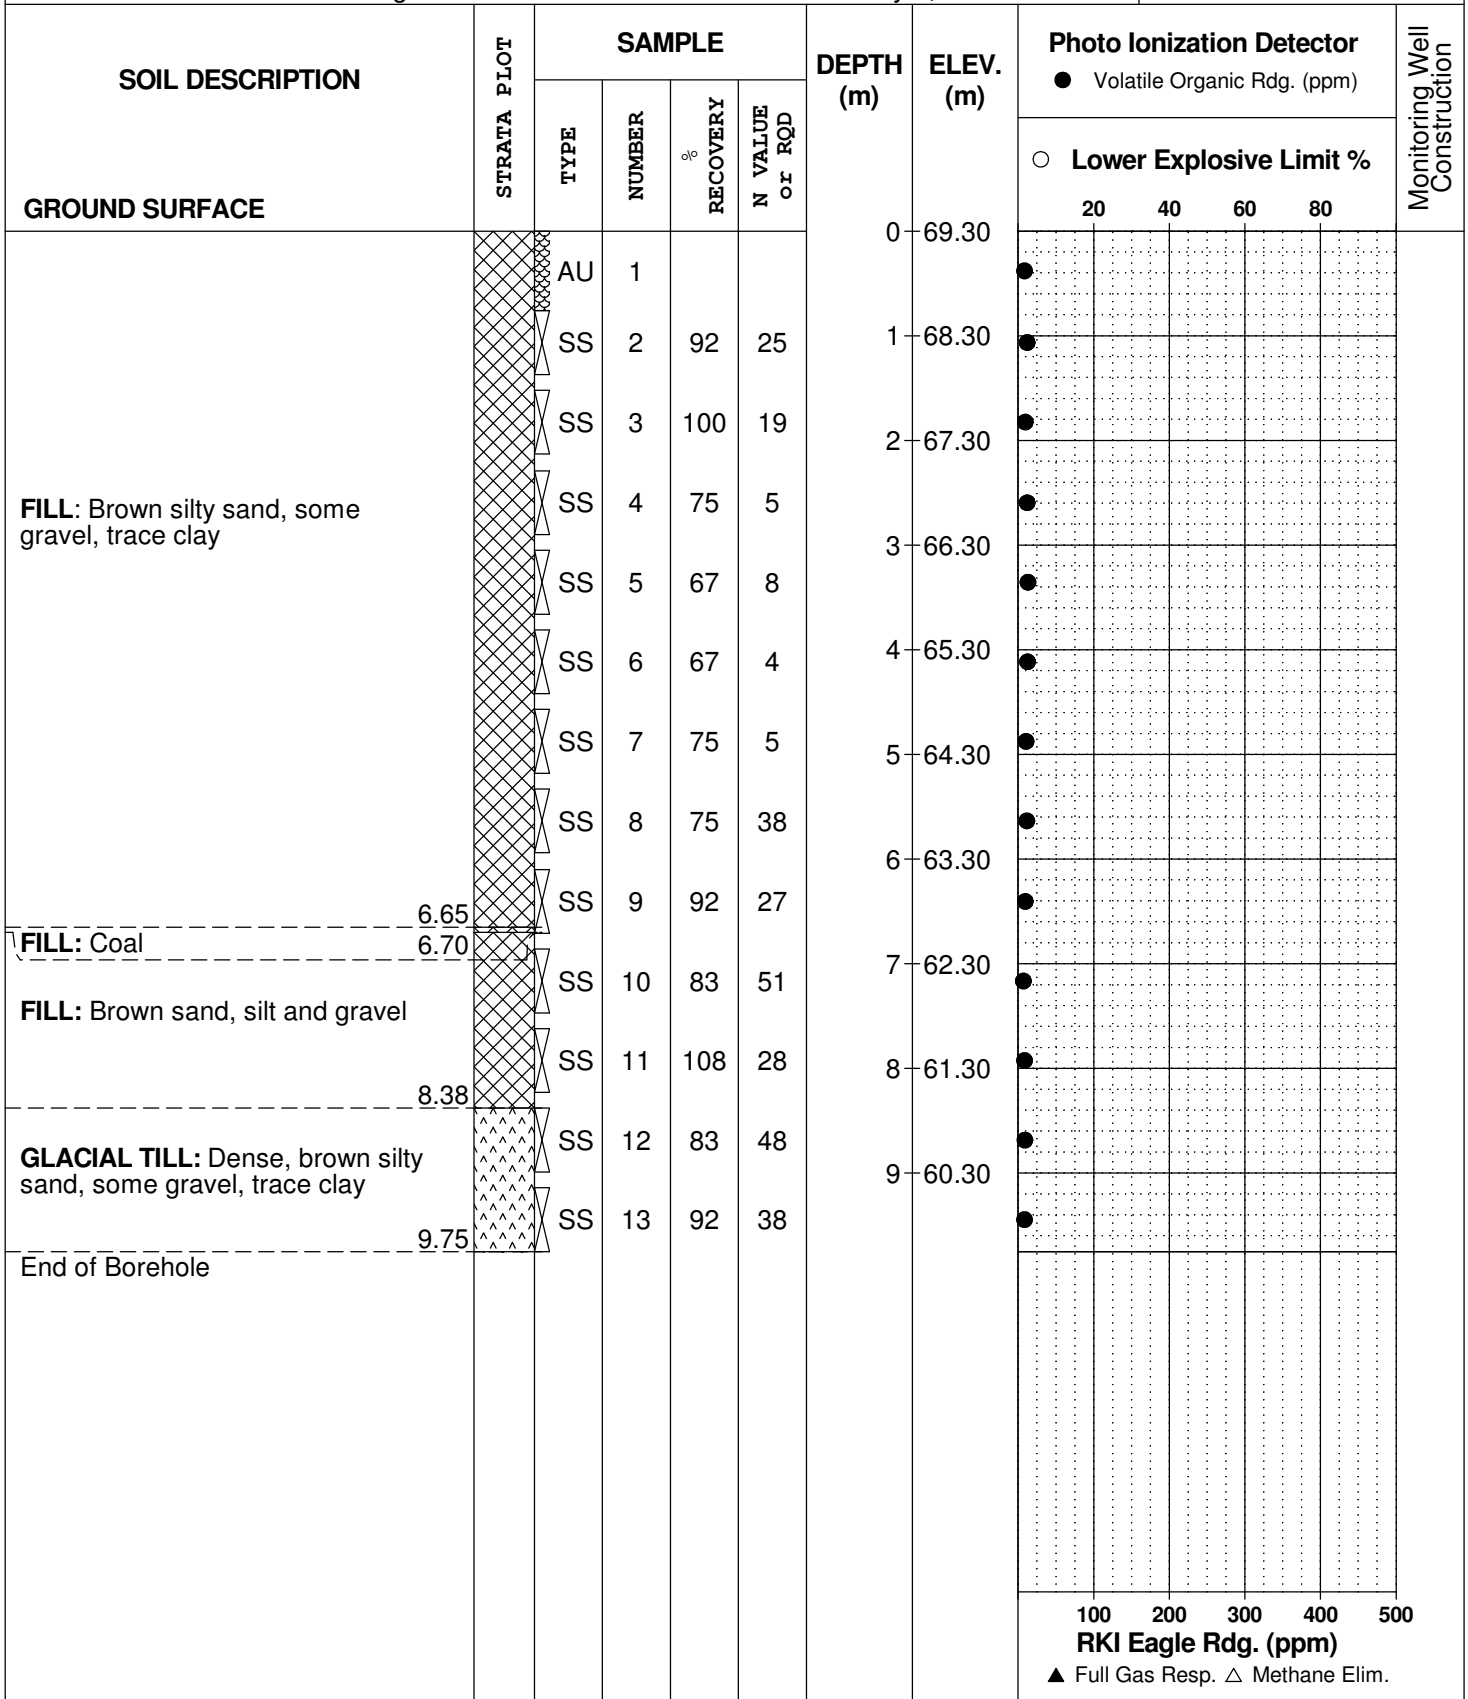 SOIL DESCRIPTION
GROUND SURFACE
STRATA PLOT
SAMPLE
TYPE
NUMBER
%
RECOVERY
N VALUE
or RQD
DEPTH
(m)
ELEV.
(m)
Photo Ionization Detector
● Volatile Organic Rdg. (ppm)
○ Lower Explosive Limit %
20 40 60 80
Monitoring Well
Construction
0 69.30
AU 1
SS 2 92 25
1 68.30
SS 3 100 19
2 67.30
SS 4 75 5
FILL: Brown silty sand, some
gravel, trace clay
3 66.30
SS 5 67 8
4 65.30
SS 6 67 4
SS 7 75 5
5 64.30
SS 8 75 38
6 63.30
SS 9 92 27
6.65
FILL: Coal 6.70
7 62.30
SS 10 83 51
FILL: Brown sand, silt and gravel
SS 11 108 28
8 61.30
8.38
SS 12 83 48
GLACIAL TILL: Dense, brown silty
sand, some gravel, trace clay
9 60.30
SS 13 92 38
9.75
End of Borehole
100 200 300 400 500
RKI Eagle Rdg. (ppm)
▲ Full Gas Resp. △ Methane Elim.